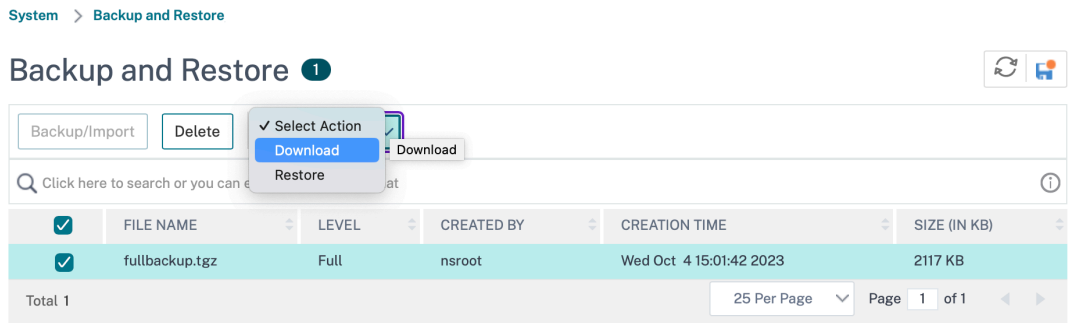 System > Backup and Restore
Backup and Restore 1
Backup/Import Delete
✓ Select Action
Download
Download
Restore
Click here to search or you can e at
FILE NAME LEVEL CREATED BY CREATION TIME SIZE (IN KB)
fullbackup.tgz Full nsroot Wed Oct 4 15:01:42 2023 2117 KB
Total 1 25 Per Page Page 1 of 1